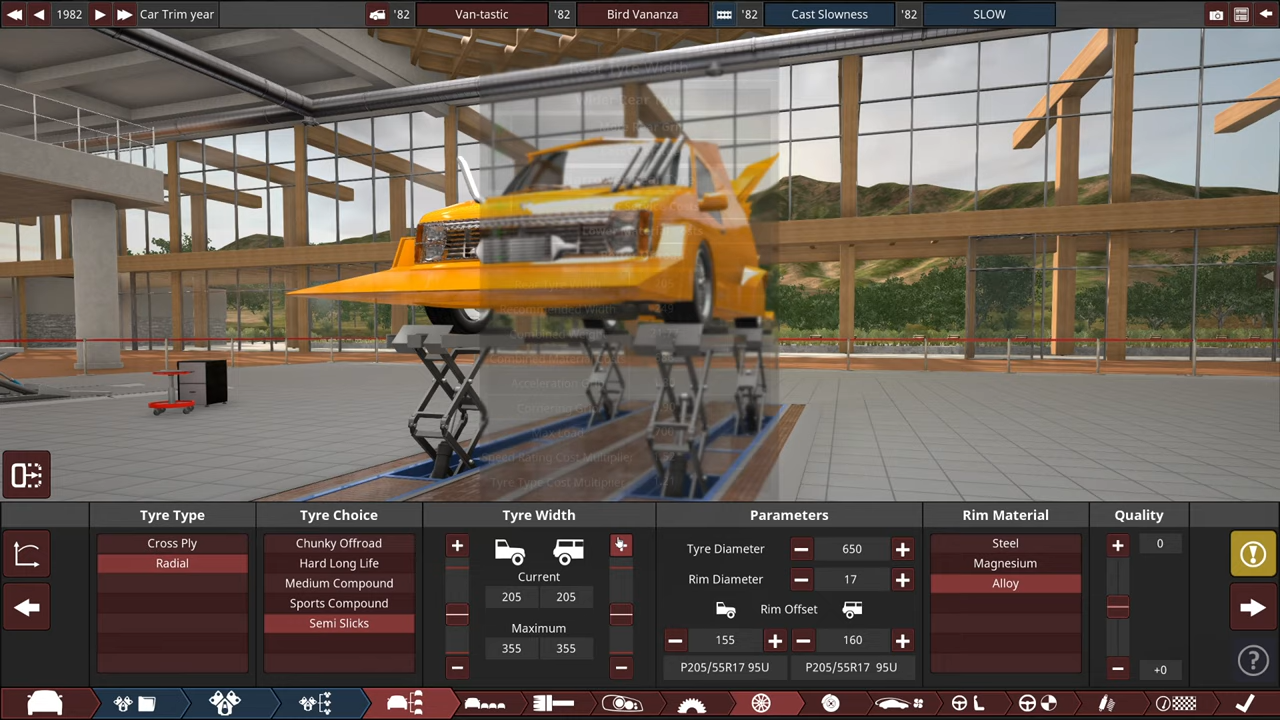 1982 Car Trim year '82 Van-tastic '82 Bird Vananza '82 Cast Slowness '82 SLOW
Rear Tyre Width
Tyre Type
Cross Ply
Radial
Tyre Choice
Chunky Offroad
Hard Long Life
Medium Compound
Sports Compound
Semi Slicks
Tyre Width
Current
205 205
Maximum
355 355
Parameters
Tyre Diameter 650
Rim Diameter 17
Rim Offset
155 160
P205/55R17 95U P205/55R17 95U
Rim Material
Steel
Magnesium
Alloy
Quality
0
+0